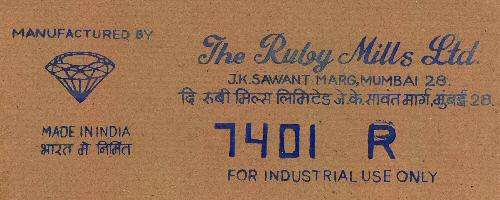 MANUFACTURED BY
The Ruby Mills Ltd.
J.K.SAWANT MARG, MUMBAI 28.
दि रुबी मिल्स लिमिटेड जे.के.सावंत मार्ग, मुंबई 28.
MADE IN INDIA
भारत में निर्मित
7401 R
FOR INDUSTRIAL USE ONLY